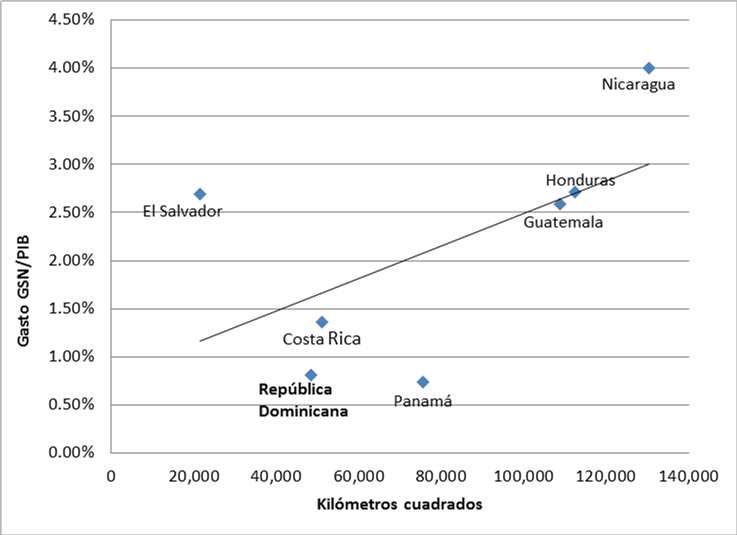 4.50%
4.00%
3.50%
3.00%
2.50%
2.00%
1.50%
1.00%
0.50%
0.00%
Gasto GSN/PIB
Nicaragua
Honduras
El Salvador
Guatemala
Costa Rica
República
Dominicana
Panamá
0 20,000 40,000 60,000 80,000 100,000 120,000 140,000
Kilómetros cuadrados